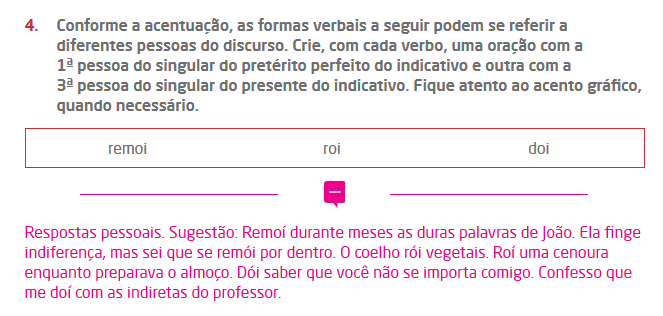 4. Conforme a acentuação, as formas verbais a seguir podem se referir a
diferentes pessoas do discurso. Crie, com cada verbo, uma oração com a
1ª pessoa do singular do pretérito perfeito do indicativo e outra com a
3ª pessoa do singular do presente do indicativo. Fique atento ao acento gráfico,
quando necessário.
remoi roi doi
Respostas pessoais. Sugestão: Remoí durante meses as duras palavras de João. Ela finge
indiferença, mas sei que se remói por dentro. O coelho rói vegetais. Roí uma cenoura
enquanto preparava o almoço. Dói saber que você não se importa comigo. Confesso que
me doí com as indiretas do professor.